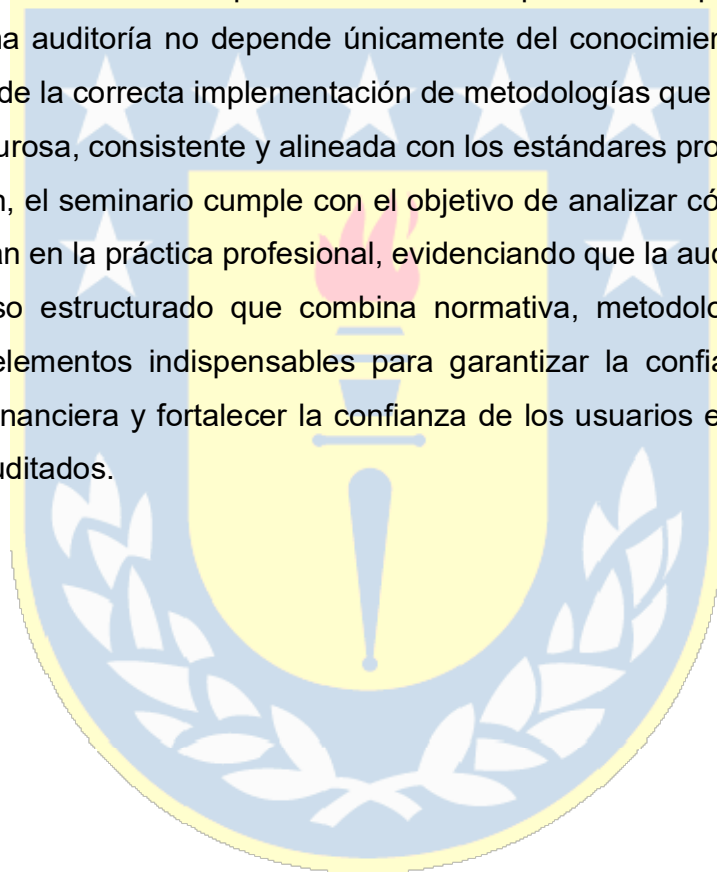 na auditoría no depende únicamente del conocimien
de la correcta implementación de metodologías que
urosa, consistente y alineada con los estándares pro
n, el seminario cumple con el objetivo de analizar có
an en la práctica profesional, evidenciando que la aud
so estructurado que combina normativa, metodolo
elementos indispensables para garantizar la confia
nanciera y fortalecer la confianza de los usuarios e
uditados.